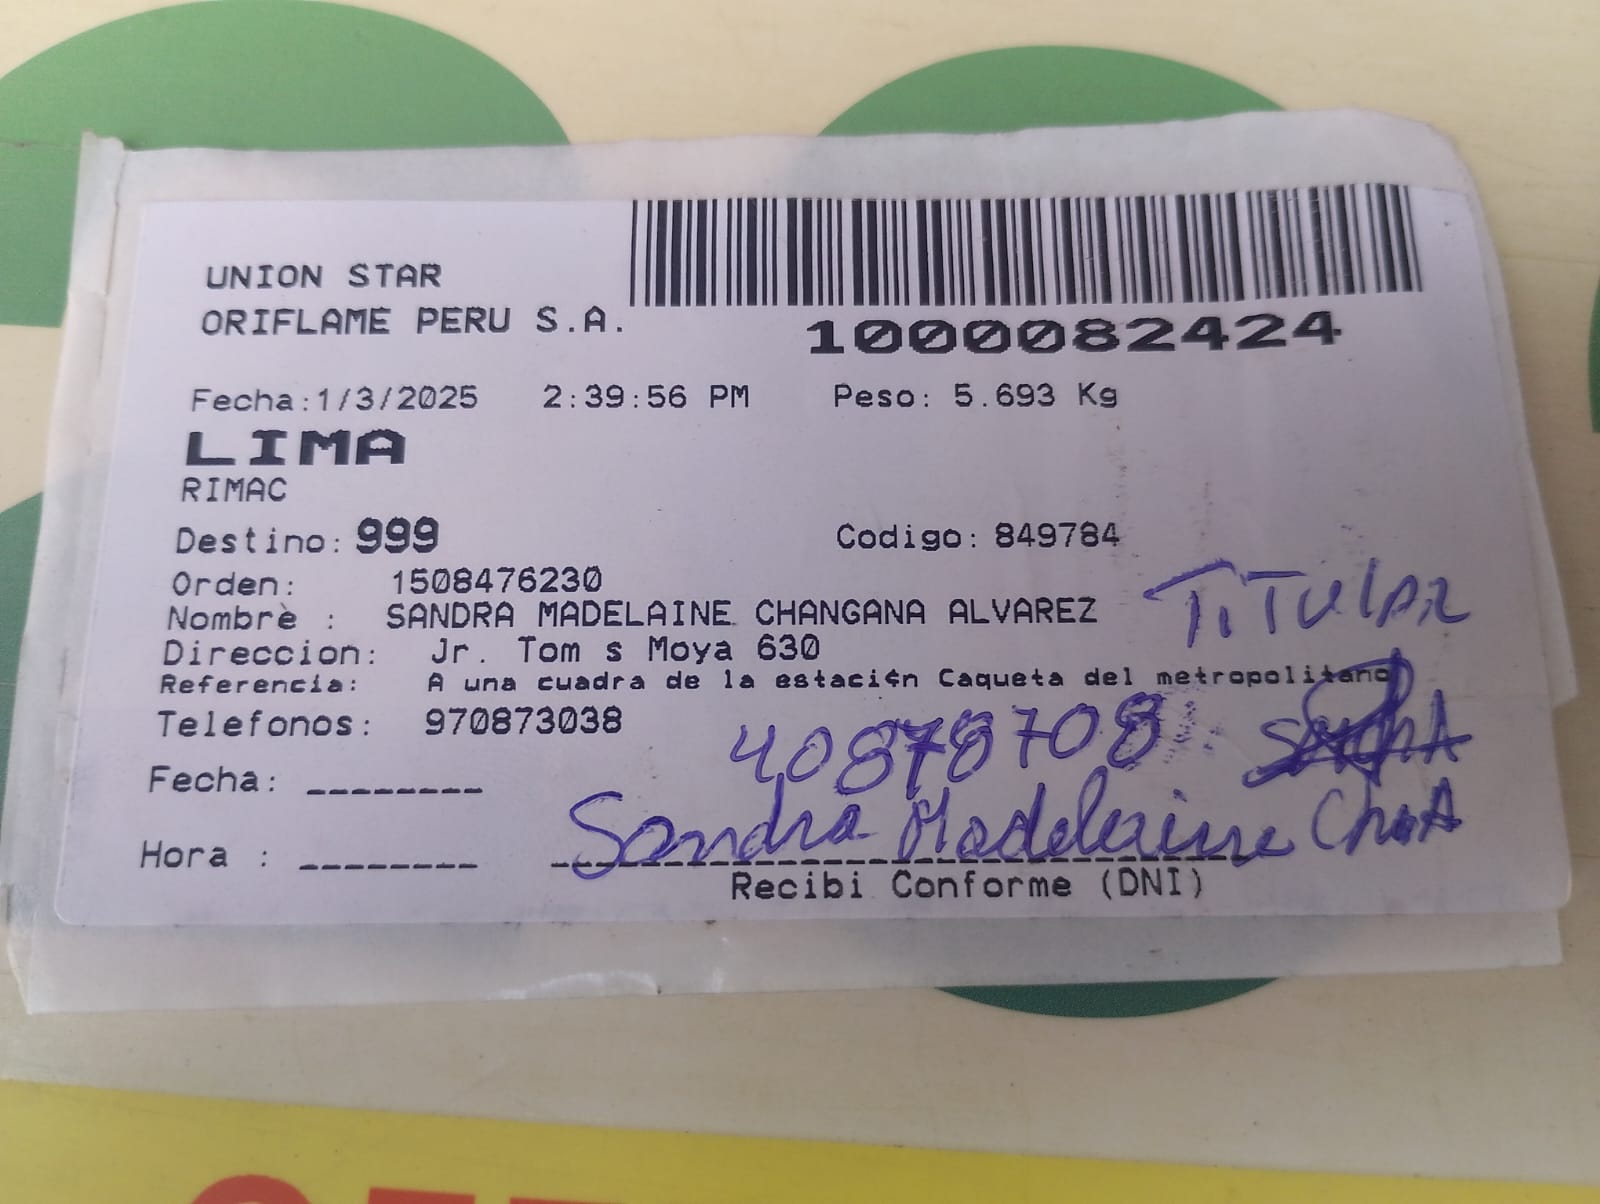 UNION STAR
ORIFLAME PERU S.A.
1000082424
Fecha:1/3/2025 2:39:56 PM Peso: 5.693 Kg
LIMA
RIMAC
Destino: 999 Codigo: 849784
Orden: 1508476230
Nombrè : SANDRA MADELAINE CHANGANA ALVAREZ TiTULAR
Direccion: Jr. Tom s Moya 630
Referencia: A una cuadra de la estaci¢n Caqueta del metropolitano
Telefonos: 970873038
40878708
Fecha: ________
Sandra Madelaine
Hora : ________
Recibi Conforme (DNI)